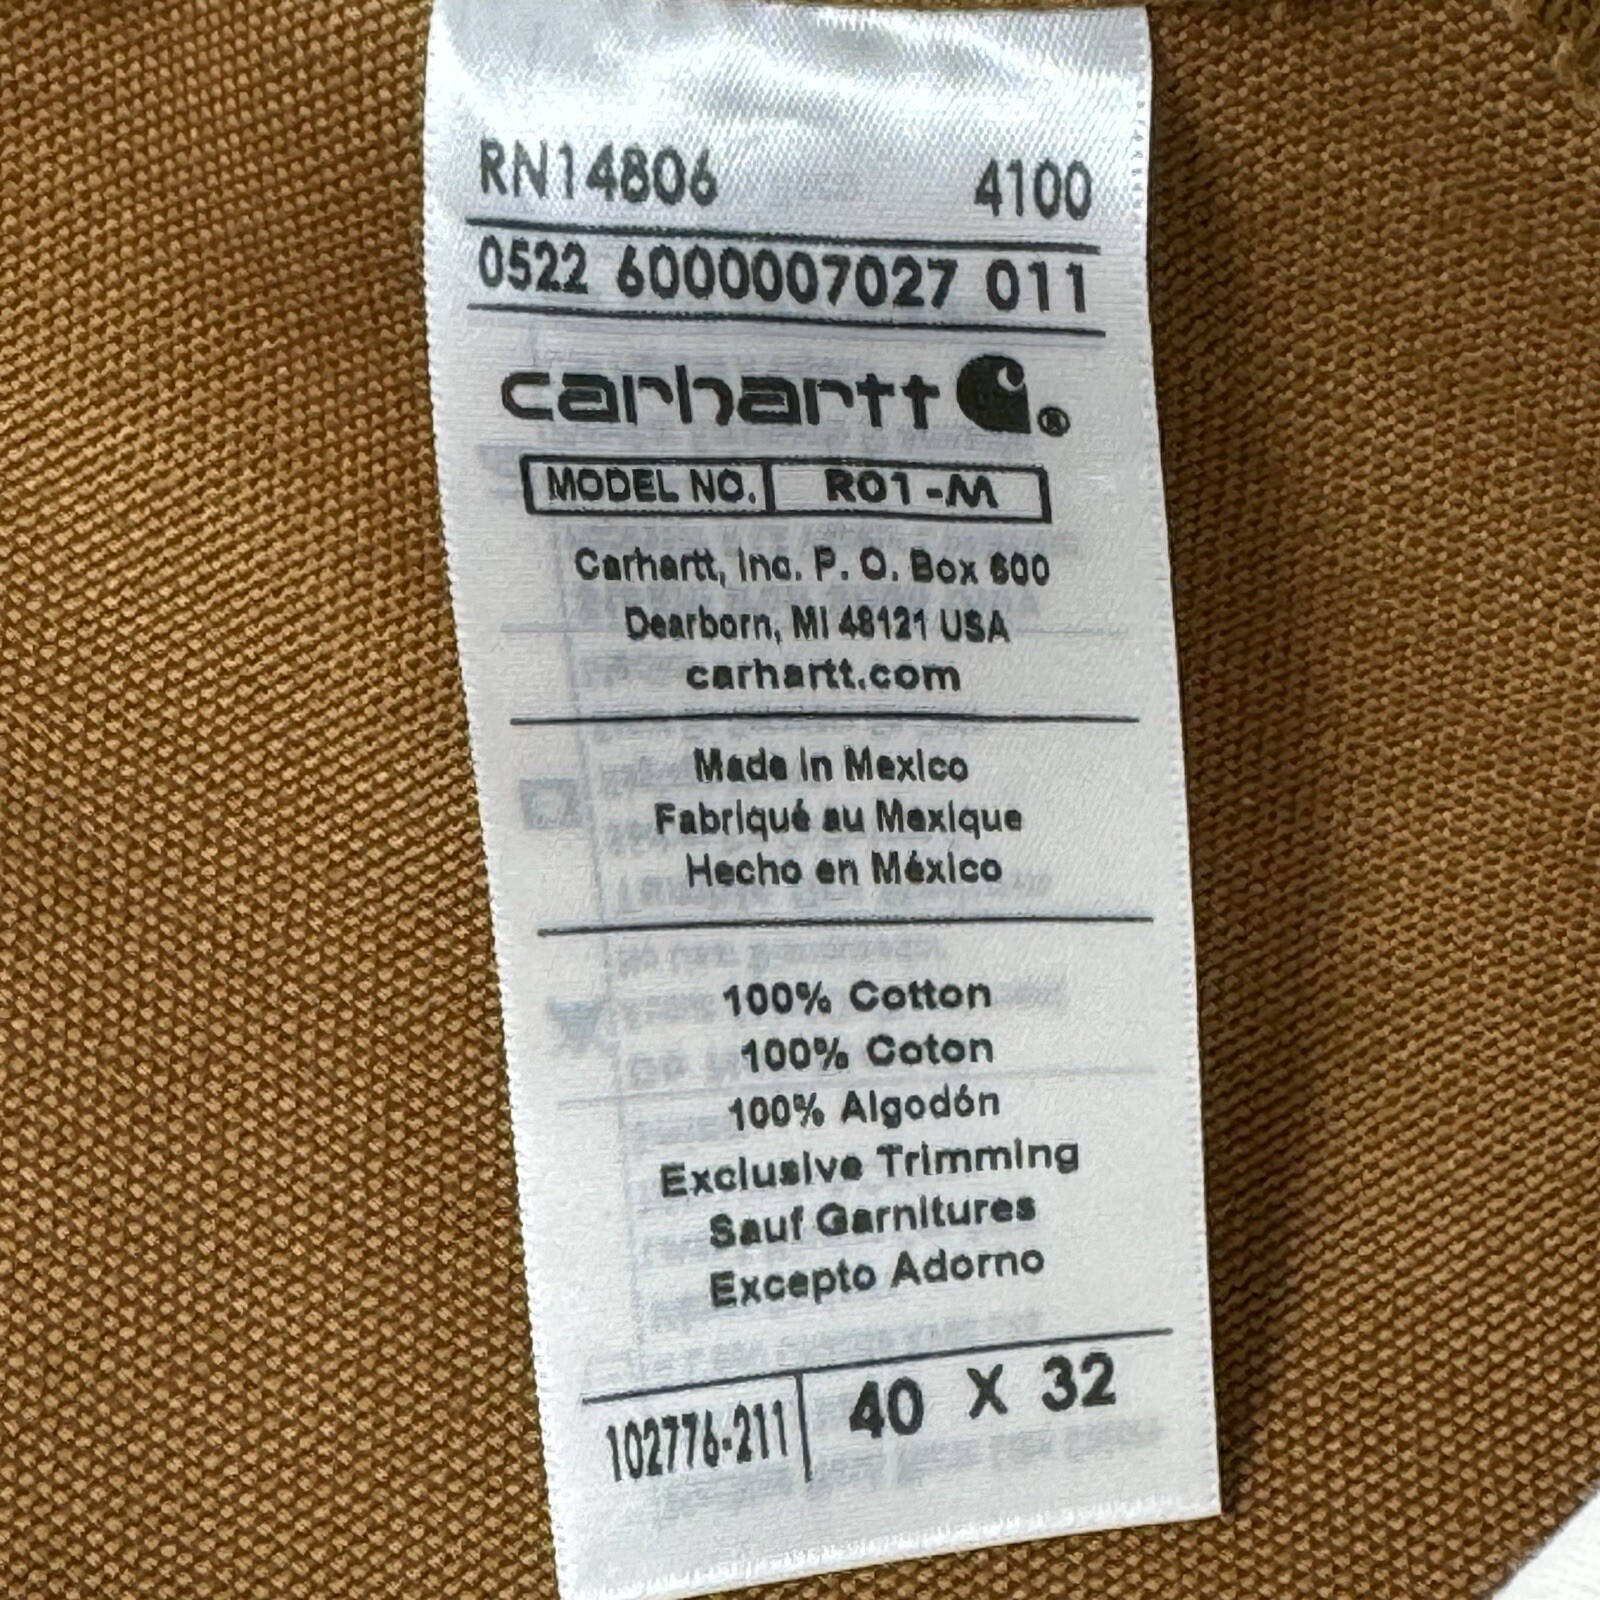 RN14806 4100
0522 6000007027 011
carhartt ®
MODEL NO. R01-M
Carhartt, Inc. P. O. Box 600
Dearborn, MI 48121 USA
carhartt.com
Made in Mexico
Fabriqué au Mexique
Hecho en México
100% Cotton
100% Coton
100% Algodón
Exclusive Trimming
Sauf Garnitures
Excepto Adorno
102776-211 40 X 32